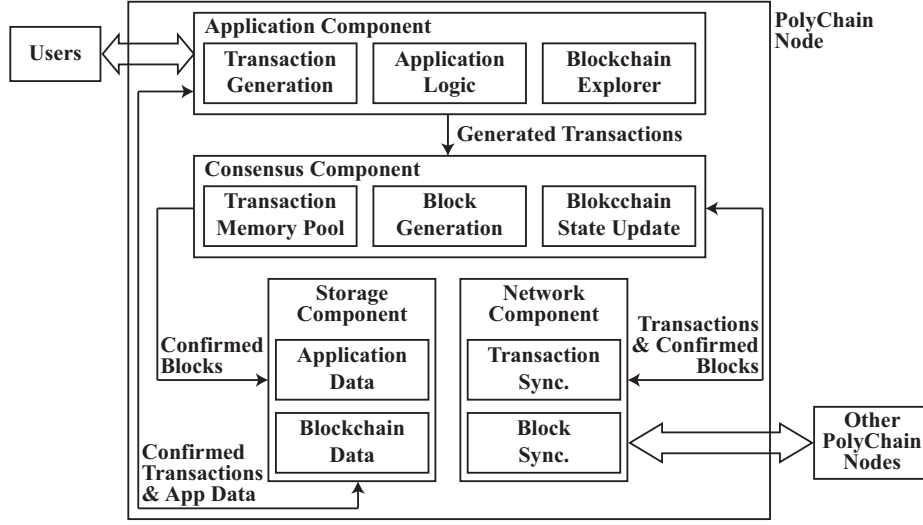 PolyChain
Node
Users
Application Component
Transaction
Generation
Application
Logic
Blockchain
Explorer
Generated Transactions
Consensus Component
Transaction
Memory Pool
Block
Generation
Blokcchain
State Update
Storage
Component
Application
Data
Blockchain
Data
Network
Component
Transaction
Sync.
Block
Sync.
Confirmed
Blocks
Transactions
& Confirmed
Blocks
Confirmed
Transactions
& App Data
Other
PolyChain
Nodes